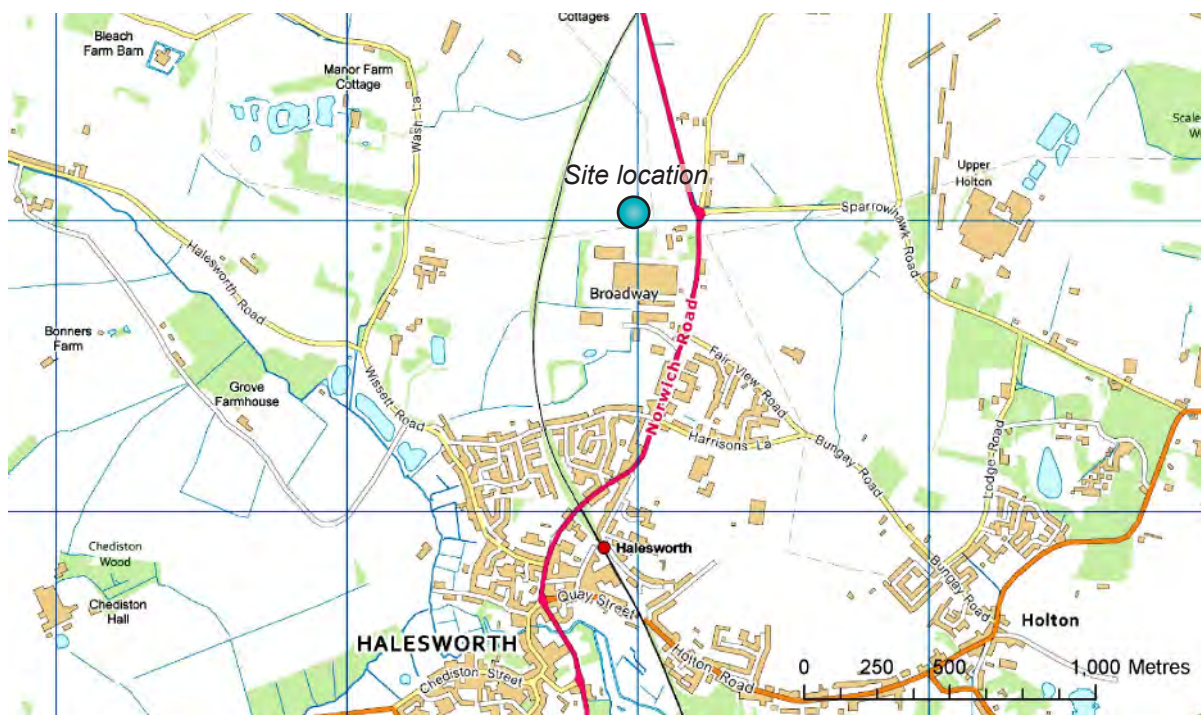 Cottages
Bleach
Farm Barn
Manor Farm
Cottage
Wash La
Scale
W
Upper
Holton
Site location
Sparrowhawk Road
Halesworth Road
Broadway
Norwich Road
Bonners
Farm
Grove
Farmhouse
Wissett Road
Fair View Road
Harrisons La
Bungay Road
Lodge Road
Chediston
Wood
Chediston
Hall
Halesworth
Quay Street
Bungay Road
Holton
HALESWORTH
Chediston Street
Holton Road
0 250 500 1,000 Metres